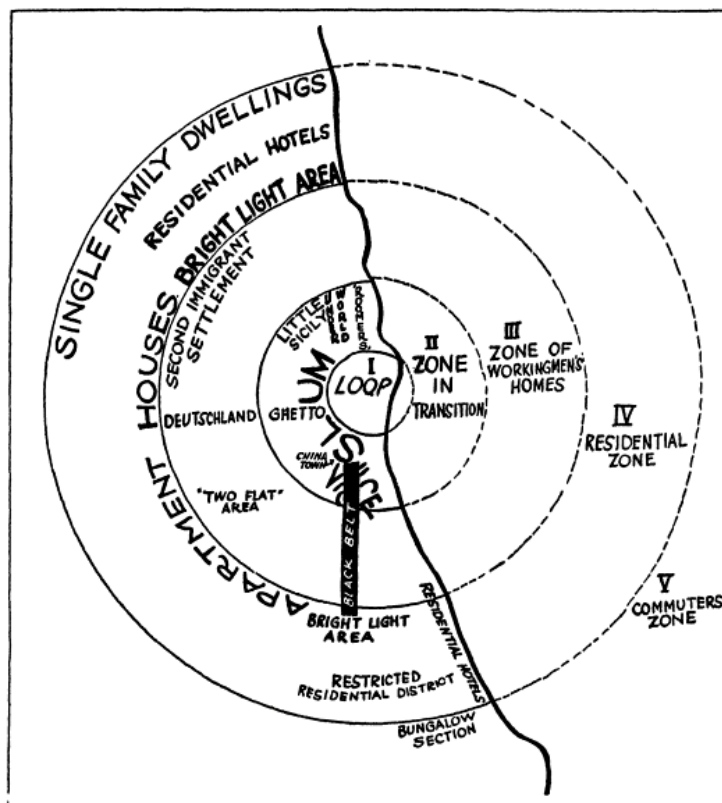 SINGLE FAMILY DWELLINGS
RESIDENTIAL HOTELS
BRIGHT LIGHT AREA
SECOND IMMIGRANT
SETTLEMENT
APARTMENT HOUSES
LITTLE
SICILY
UNDER
WORLD
ROOMERS
I
LOOP
II
ZONE
IN
TRANSITION
III
ZONE OF
WORKINGMEN'S
HOMES
IV
RESIDENTIAL
ZONE
V
COMMUTERS
ZONE
DEUTSCHLAND
GHETTO
SLUM
CHINA
TOWN
VICE
"TWO FLAT"
AREA
BLACK BELT
BRIGHT LIGHT
AREA
RESIDENTIAL HOTELS
RESTRICTED
RESIDENTIAL DISTRICT
BUNGALOW
SECTION